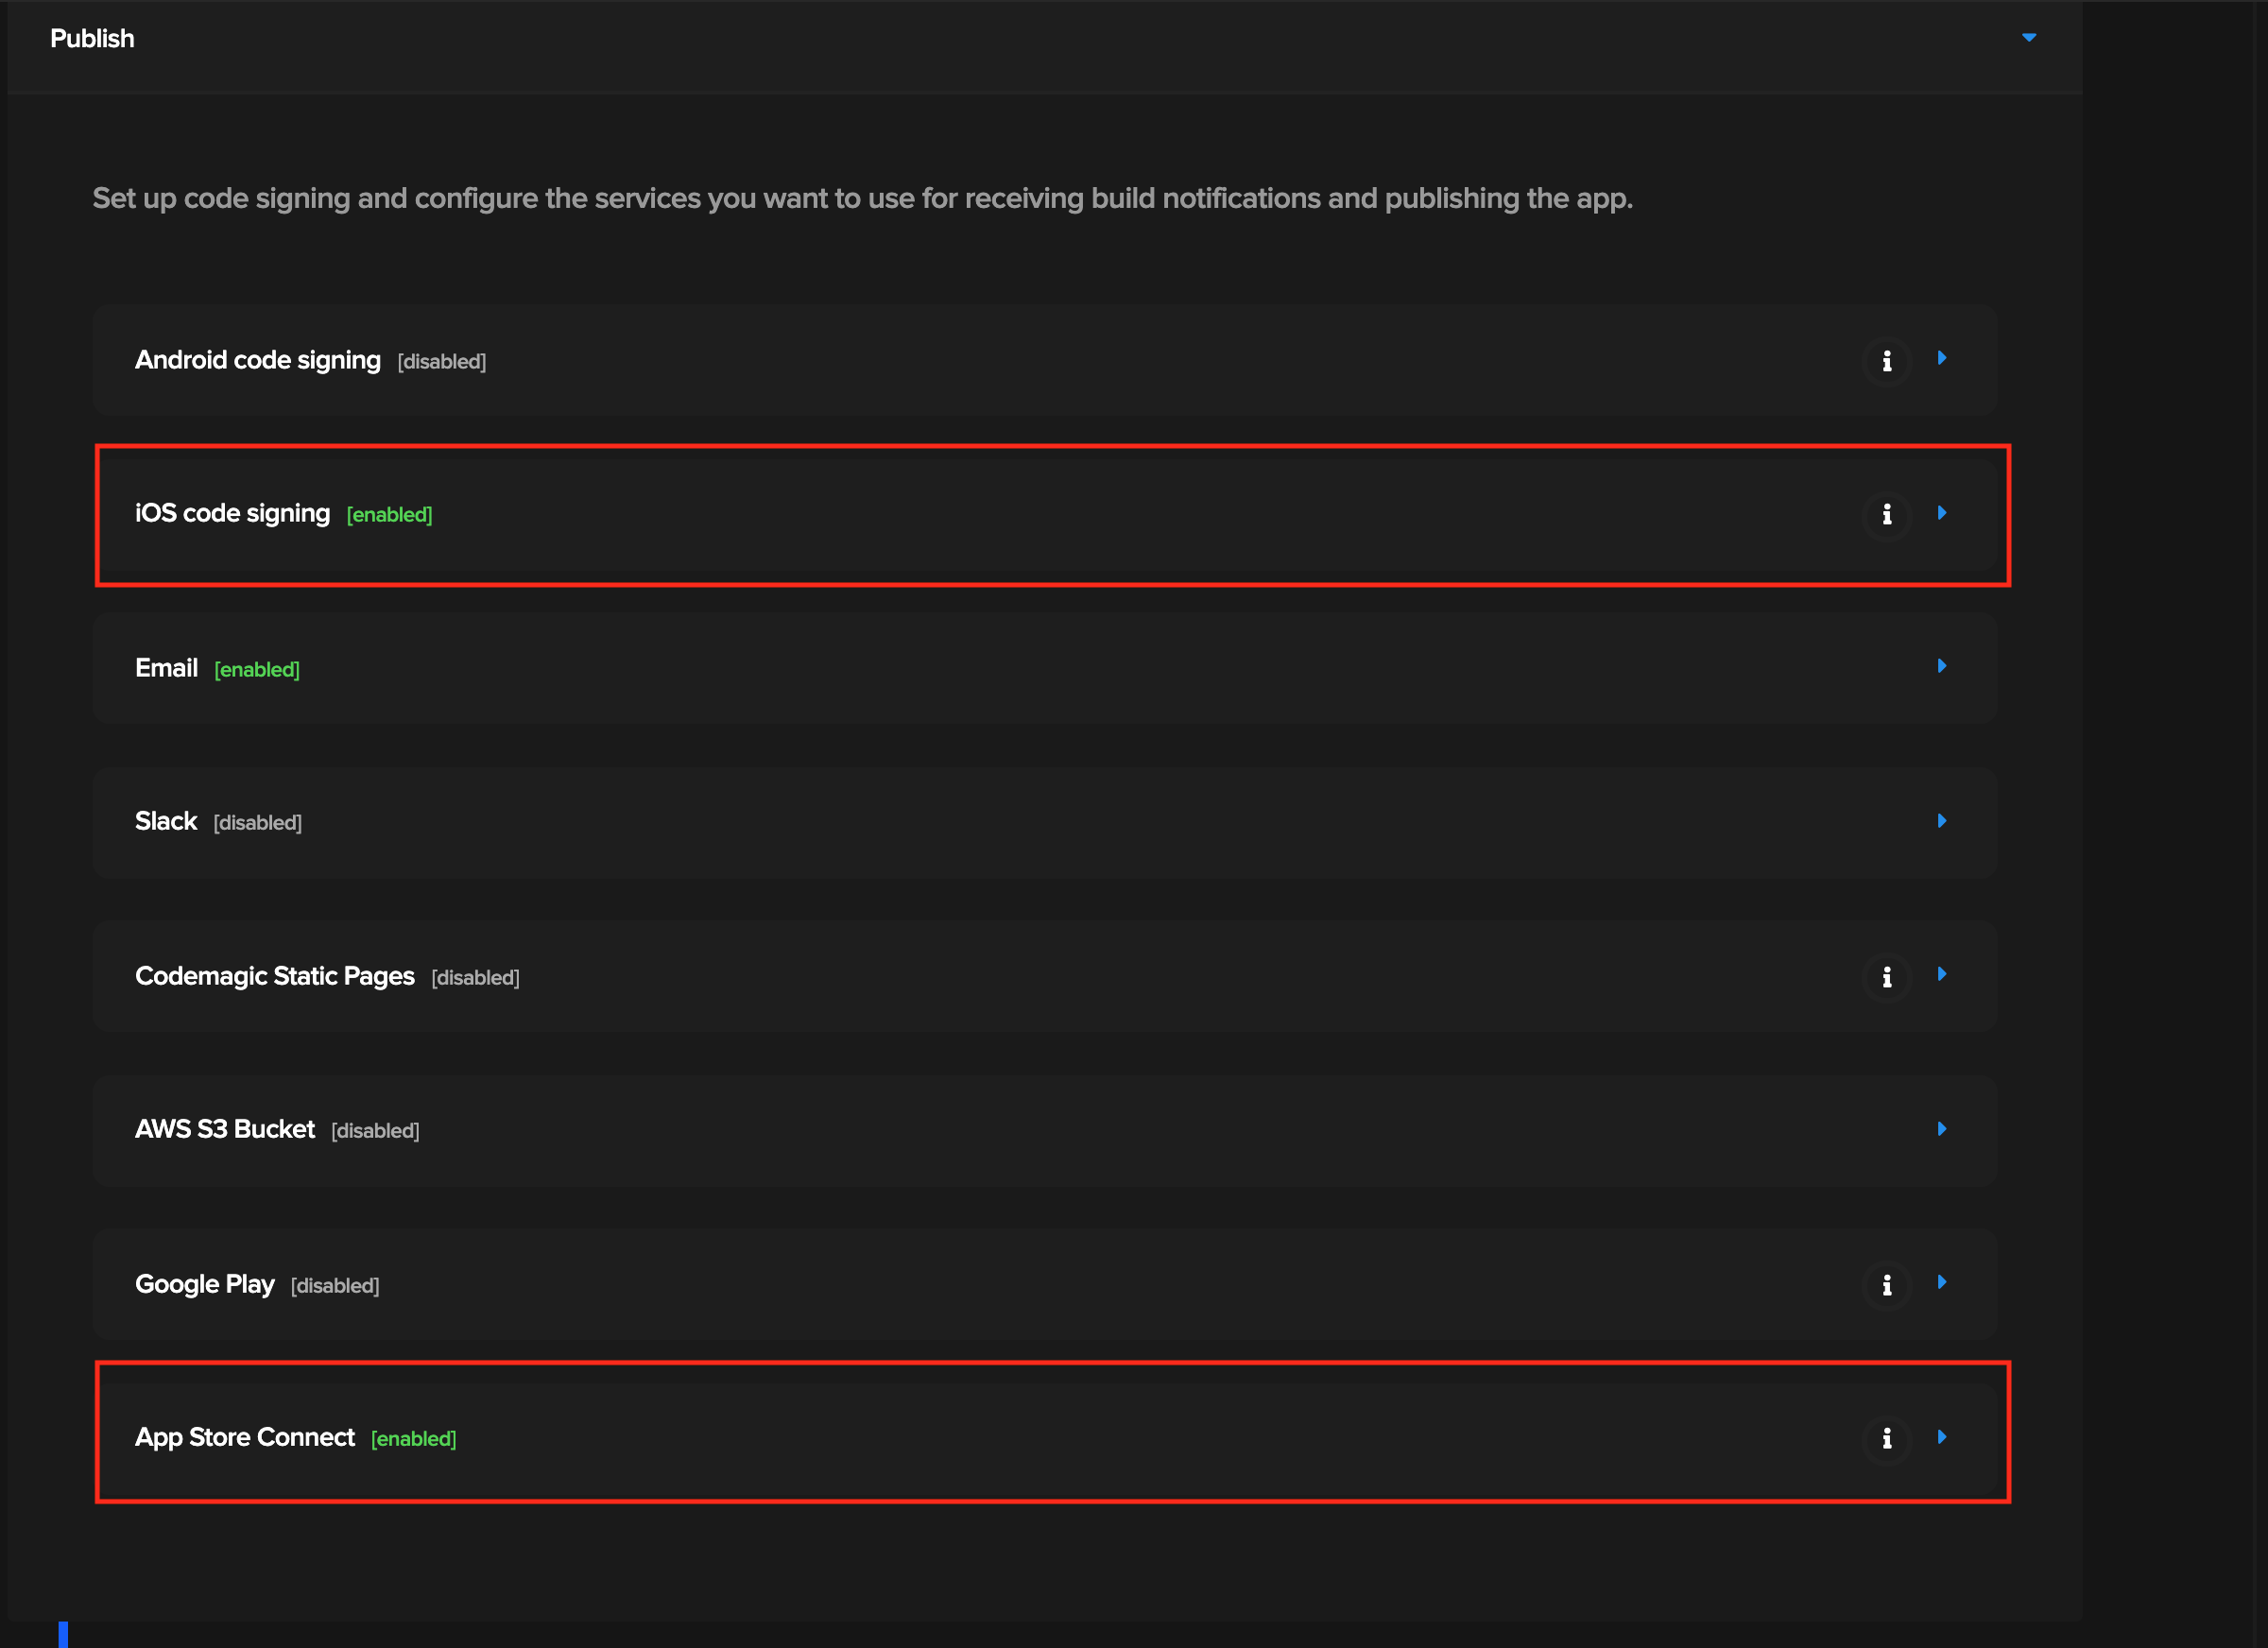 Publish
Set up code signing and configure the services you want to use for receiving build notifications and publishing the app.
Android code signing [disabled]
iOS code signing [enabled]
Email [enabled]
Slack [disabled]
Codemagic Static Pages [disabled]
AWS S3 Bucket [disabled]
Google Play [disabled]
App Store Connect [enabled]